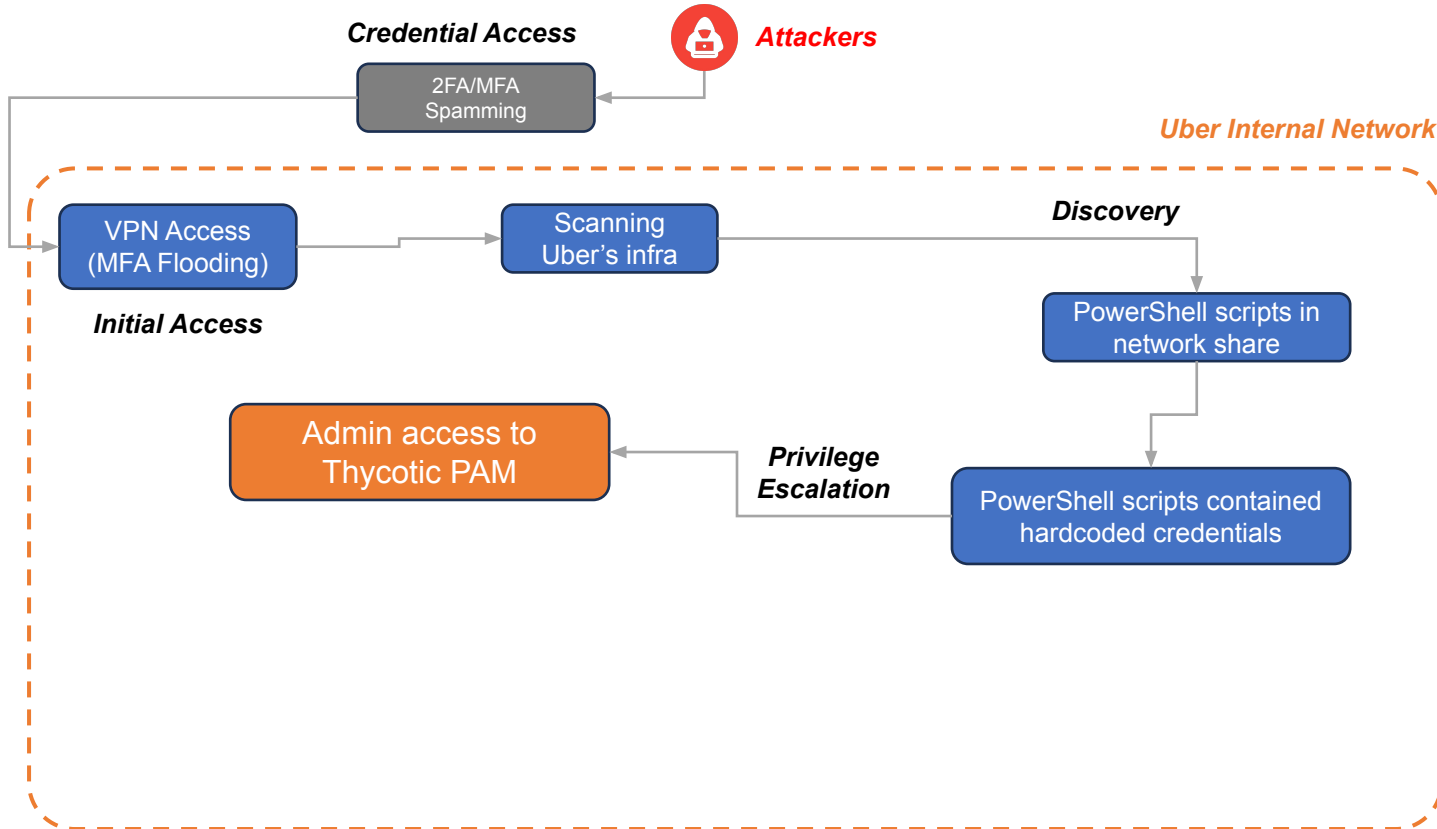 Credential Access
Attackers
2FA/MFA
Spamming
Uber Internal Network
VPN Access
(MFA Flooding)
Scanning
Uber’s infra
Discovery
Initial Access
PowerShell scripts in
network share
Admin access to
Thycotic PAM
Privilege
Escalation
PowerShell scripts contained
hardcoded credentials